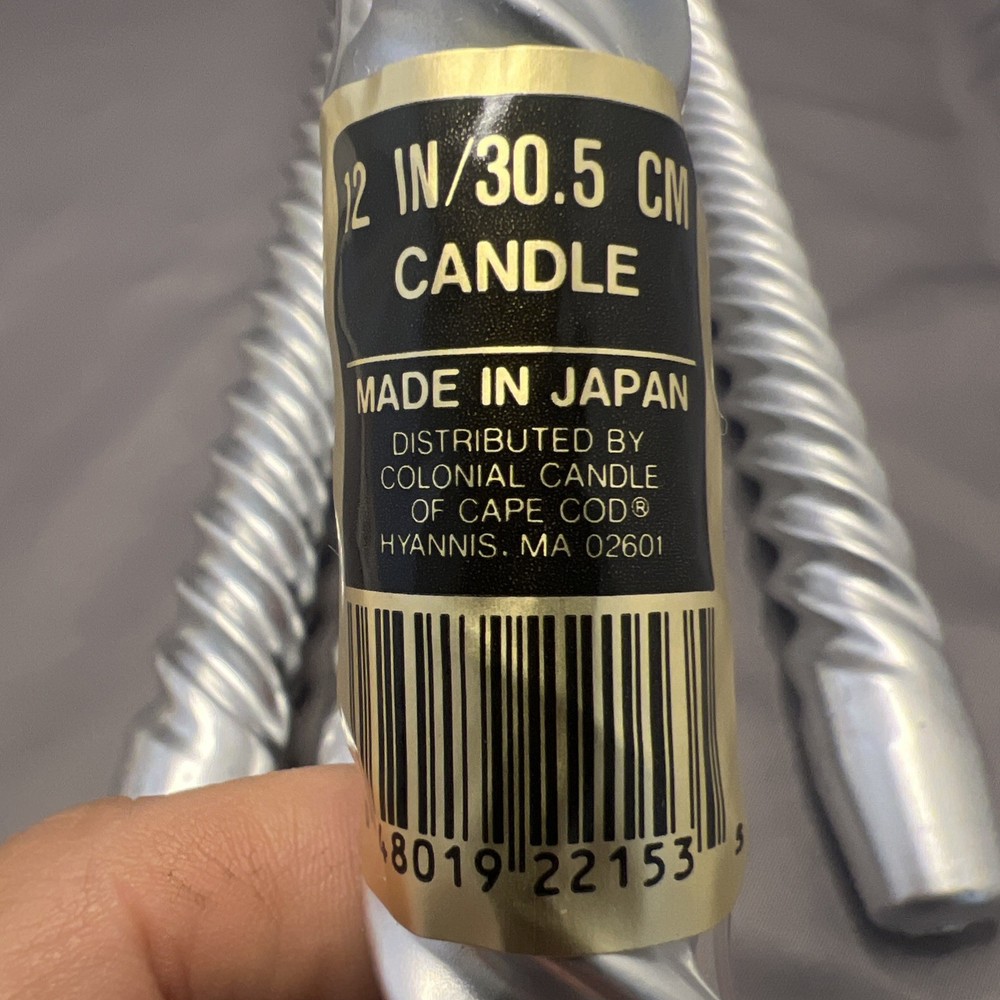 12 IN/30.5 CM
CANDLE
MADE IN JAPAN
DISTRIBUTED BY
COLONIAL CANDLE
OF CAPE COD®
HYANNIS, MA 02601
48019 22153 5